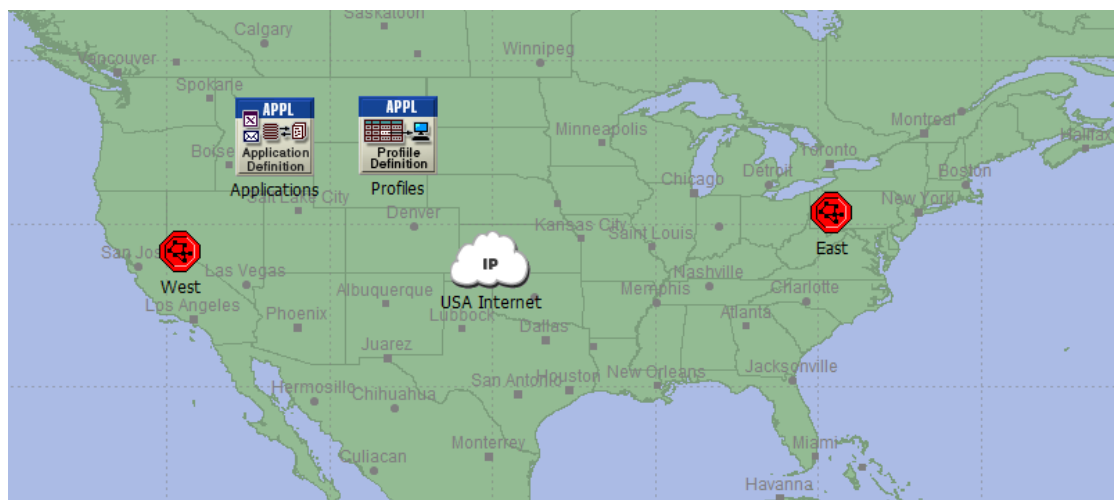 Saskatoon
Calgary
Winnipeg
Vancouver
Spokane
APPL
APPL
Application
Definition
Profiile
Definition
Applications
Profiles
Boise
Salt Lake City
Minneapolis
Montreal
Halifax
Toronto
Boston
Chicago
Detroit
New York
Denver
Kansas City
Saint Louis
East
San Jos
West
Las Vegas
IP
USA Internet
Nashville
Charlotte
Memphis
Los Angeles
Albuquerque
Lubbock
Phoenix
Dallas
Atlanta
Juarez
Jacksonville
San Antonio
Houston
New Orleans
Hermosillo
Chihuahua
Monterrey
Miami
Culiacan
Havanna